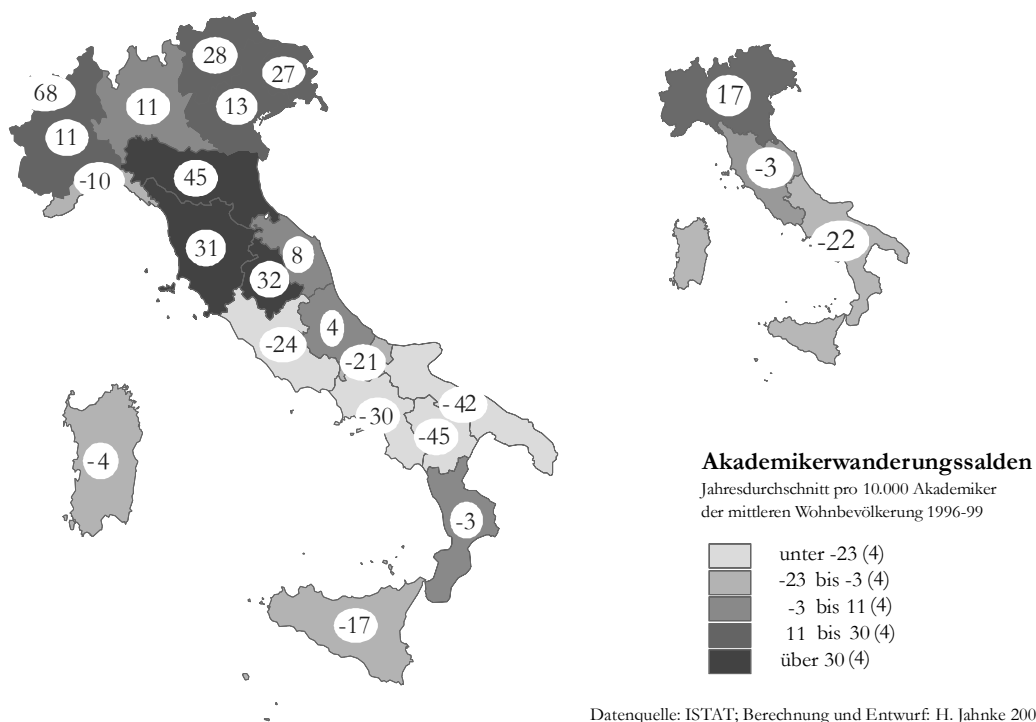 28
27
68
11
13
11
-10
45
31
8
32
4
-24
-21
-30
-42
-45
-4
-3
-17
17
-3
-22
Akademikerwanderungssalden
Jahresdurchschnitt pro 10.000 Akademiker
der mittleren Wohnbevölkerung 1996-99
unter -23 (4)
-23 bis -3 (4)
-3 bis 11 (4)
11 bis 30 (4)
über 30 (4)
Datenquelle: ISTAT; Berechnung und Entwurf: H. Jahnke 200